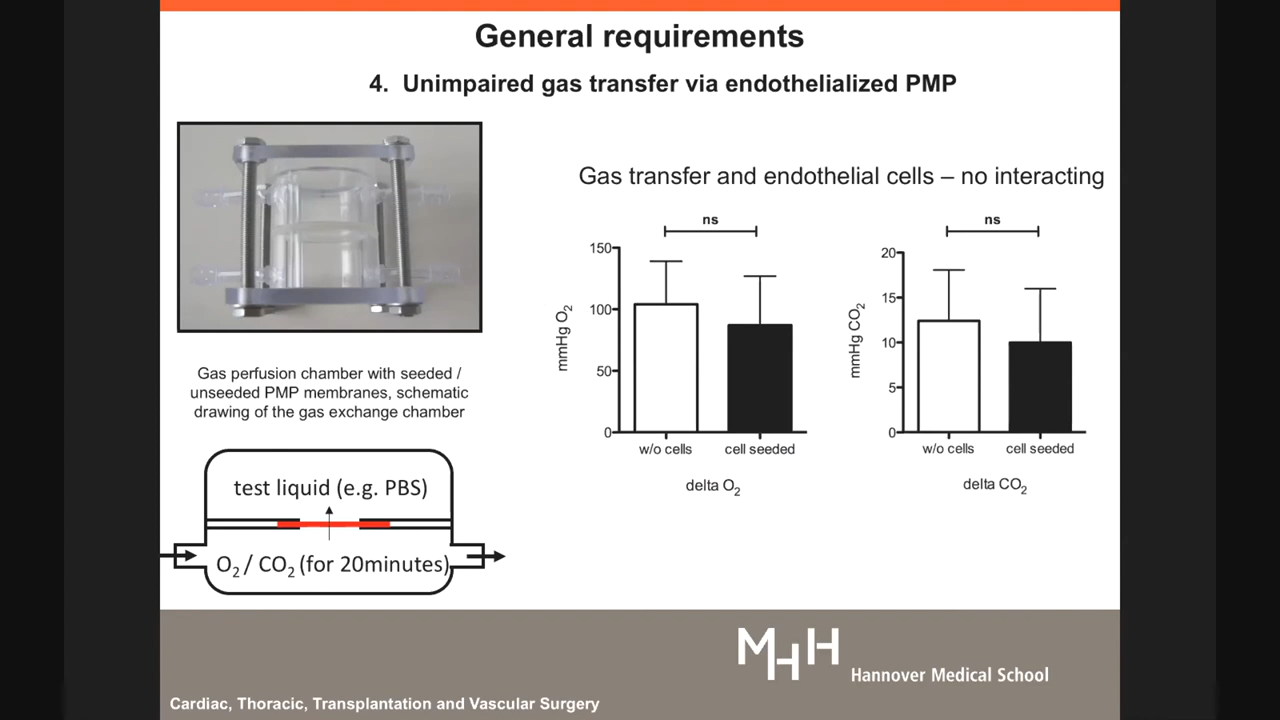 General requirements
4. Unimpaired gas transfer via endothelialized PMP
Gas perfusion chamber with seeded /
unseeded PMP membranes, schematic
drawing of the gas exchange chamber
test liquid (e.g. PBS)
O₂ / CO₂ (for 20minutes)
Gas transfer and endothelial cells – no interacting
ns
150
100
50
0
mmHg O₂
w/o cells
cell seeded
delta O₂
ns
20
15
10
5
0
mmHg CO₂
w/o cells
cell seeded
delta CO₂
MHH
Hannover Medical School
Cardiac, Thoracic, Transplantation and Vascular Surgery